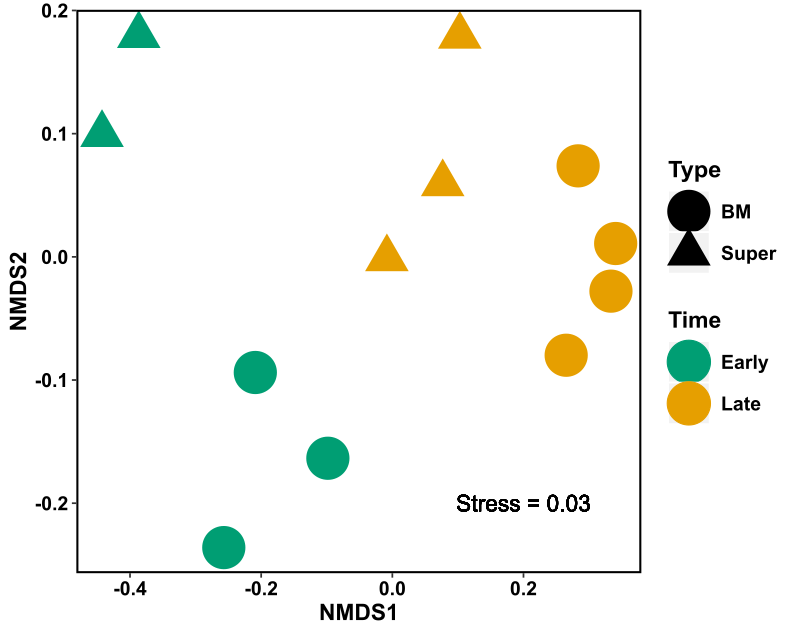 0.2
0.1
0.0
-0.1
-0.2
NMDS2
-0.4
-0.2
0.0
0.2
NMDS1
Stress = 0.03
Type
BM
Super
Time
Early
Late